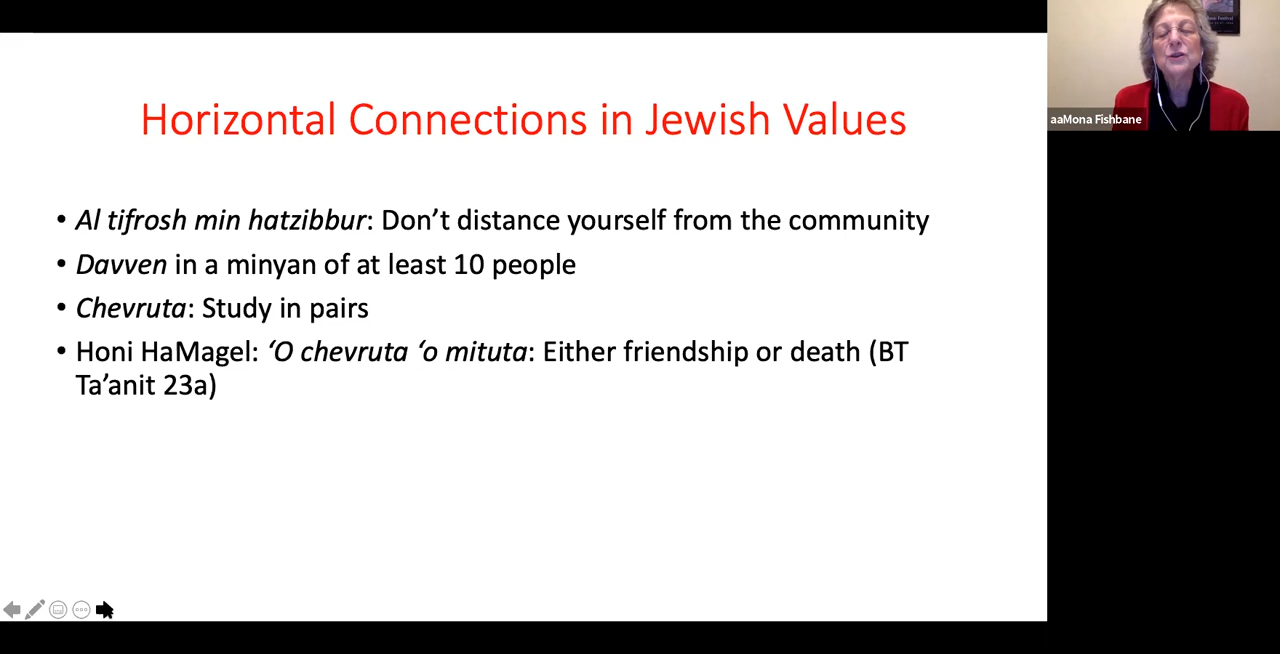 Horizontal Connections in Jewish Values
• Al tifrosh min hatzibbur: Don’t distance yourself from the community
• Davven in a minyan of at least 10 people
• Chevruta: Study in pairs
• Honi HaMagel: ‘O chevruta ‘o mituta: Either friendship or death (BT
Ta’anit 23a)
aaMona Fishbane